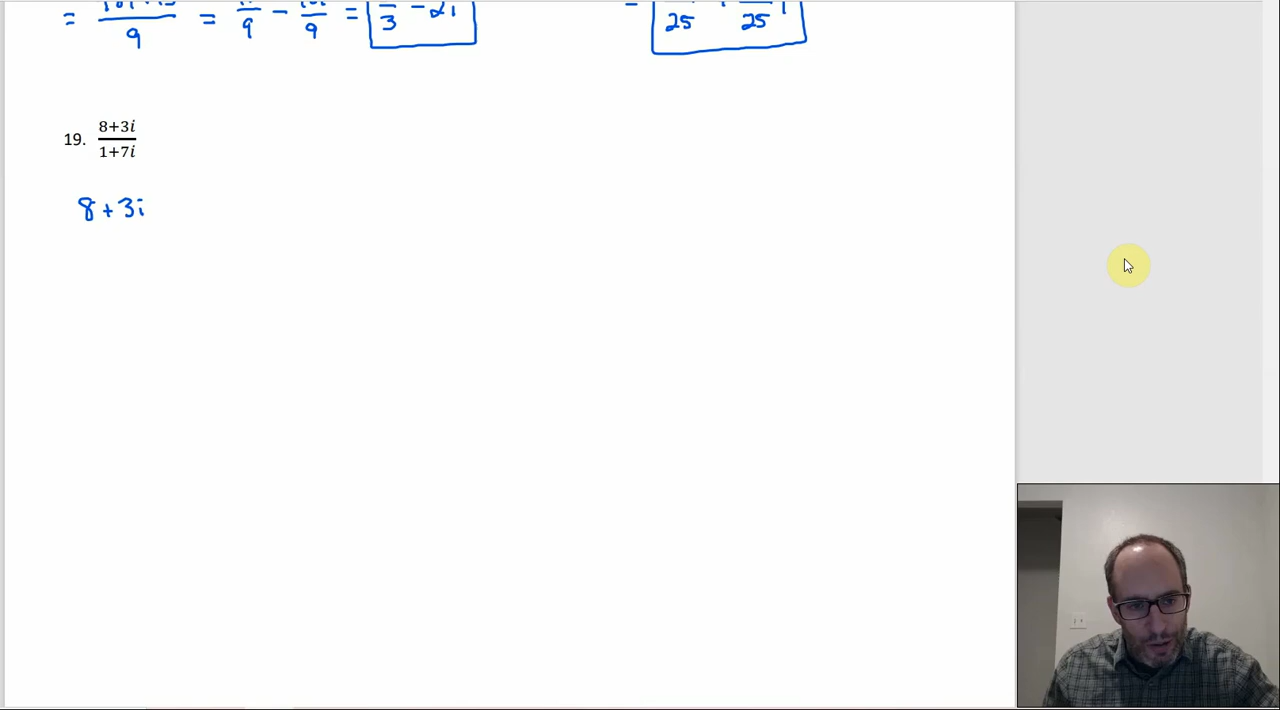 = 9 = 9 - 9 = 3 - 2i
= 25 + 25 i
19. 8+3i
1+7i
8 + 3i